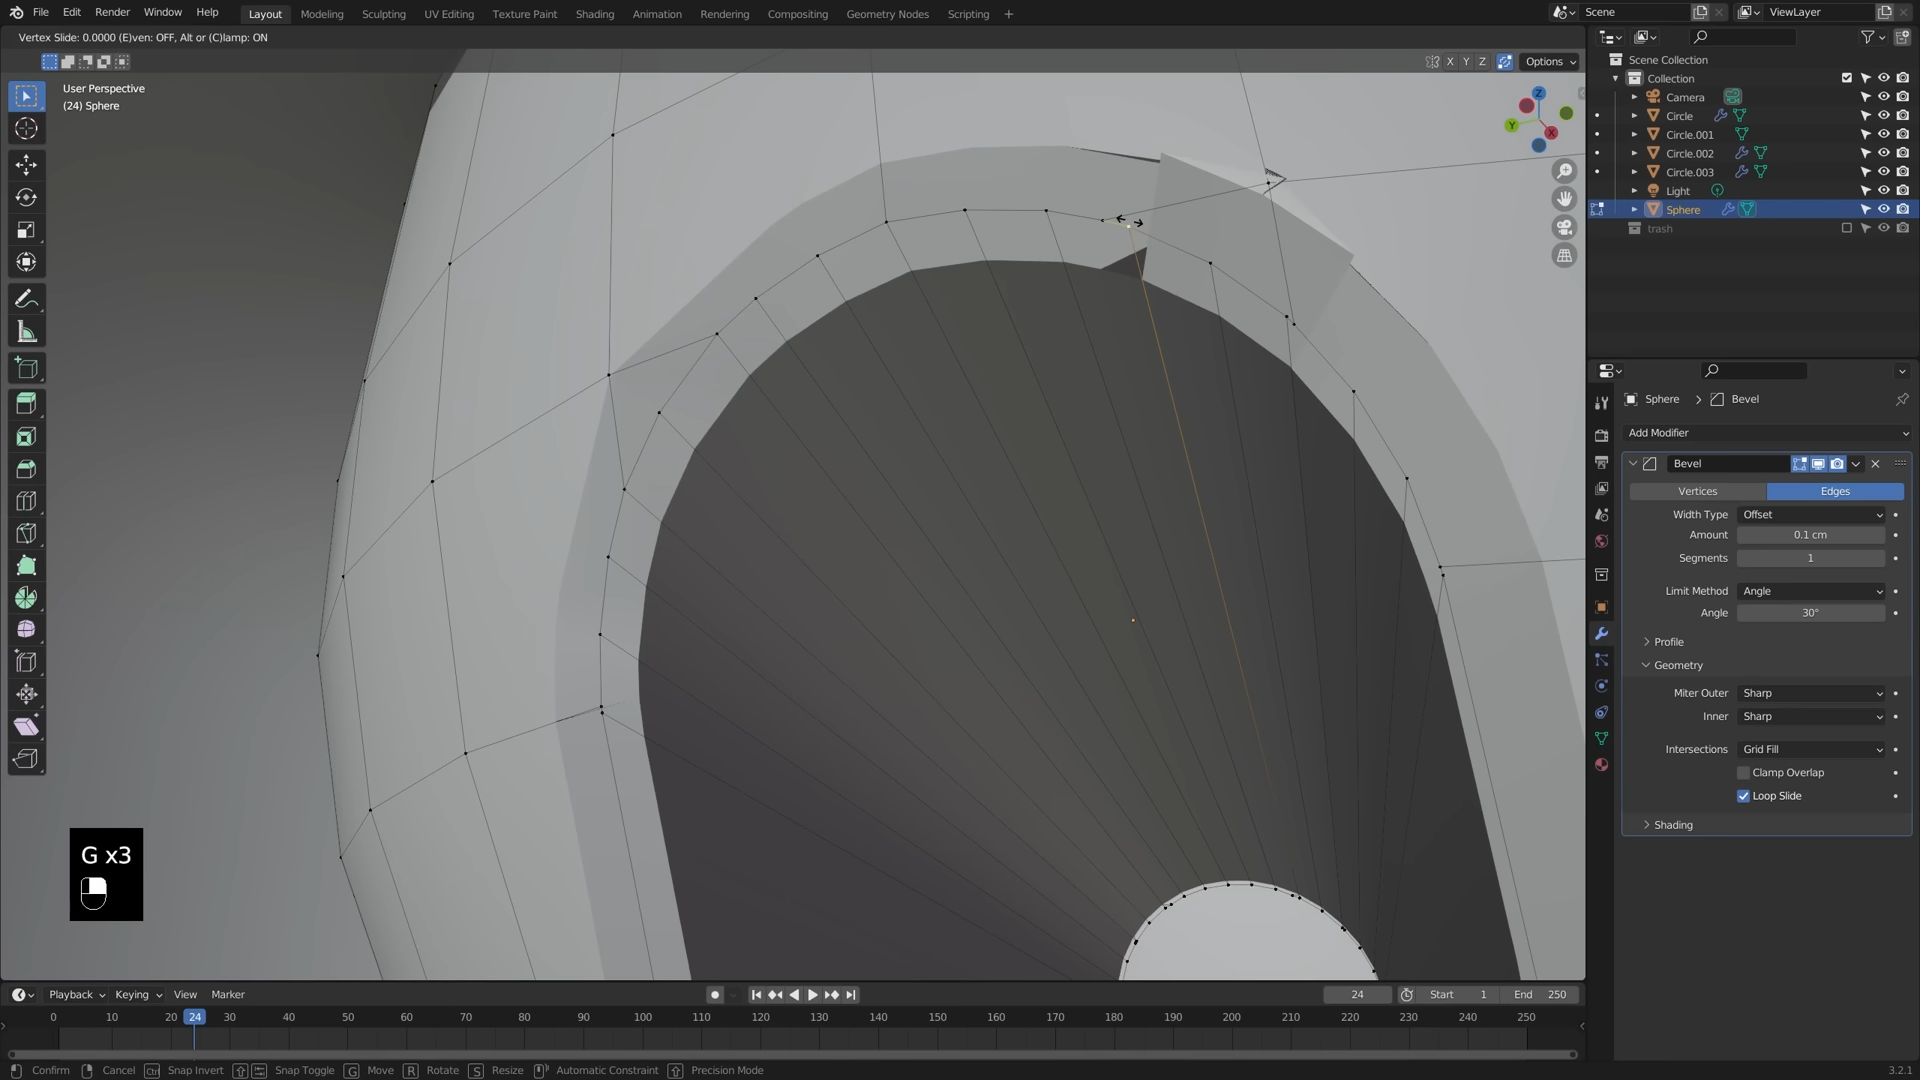 File Edit Render Window Help Layout Modeling Sculpting UV Editing Texture Paint Shading Animation Rendering Compositing Geometry Nodes Scripting + Scene ViewLayer
Vertex Slide: 0.0000 (E)ven: OFF, Alt or (C)lamp: ON
X Y Z Options
User Perspective
(24) Sphere
Z
Y
X
Scene Collection
Collection
Camera
Circle
Circle.001
Circle.002
Circle.003
Light
Sphere
trash
Sphere > Bevel
Add Modifier
Bevel
Vertices Edges
Width Type Offset
Amount 0.1 cm
Segments 1
Limit Method Angle
Angle 30°
Profile
Geometry
Miter Outer Sharp
Inner Sharp
Intersections Grid Fill
Clamp Overlap
Loop Slide
Shading
G x3
Playback Keying View Marker 24 Start 1 End 250
0 10 20 24 30 40 50 60 70 80 90 100 110 120 130 140 150 160 170 180 190 200 210 220 230 240 250
Confirm Cancel Ctrl Snap Invert Snap Toggle G Move R Rotate S Resize Automatic Constraint Precision Mode 3.2.1